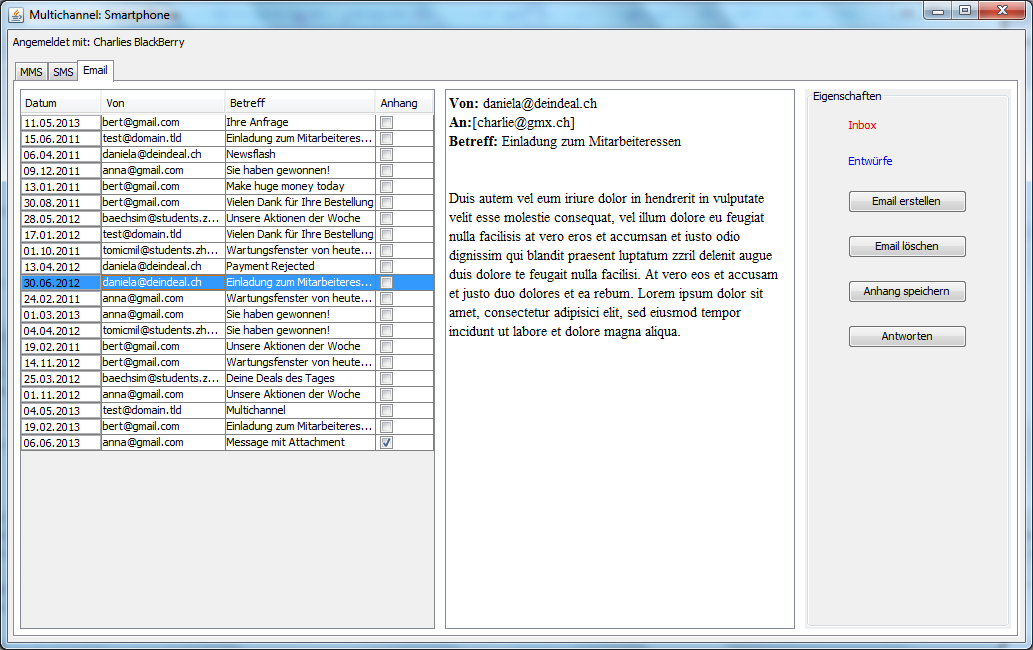 Multichannel: Smartphone
Angemeldet mit: Charlies BlackBerry
MMS SMS Email
Datum Von Betreff Anhang
11.05.2013 bert@gmail.com Ihre Anfrage
15.06.2011 test@domain.tld Einladung zum Mitarbeiteres...
06.04.2011 daniela@deindeal.ch Newsflash
09.12.2011 anna@gmail.com Sie haben gewonnen!
13.01.2011 bert@gmail.com Make huge money today
30.08.2011 bert@gmail.com Vielen Dank für Ihre Bestellung
28.05.2012 baechsim@students.z... Unsere Aktionen der Woche
17.01.2012 test@domain.tld Vielen Dank für Ihre Bestellung
01.10.2011 tomicmil@students.zh... Wartungsfenster von heute...
13.04.2012 daniela@deindeal.ch Payment Rejected
30.06.2012 daniela@deindeal.ch Einladung zum Mitarbeiteres...
24.02.2011 anna@gmail.com Wartungsfenster von heute...
01.03.2013 anna@gmail.com Sie haben gewonnen!
04.04.2012 tomicmil@students.zh... Sie haben gewonnen!
19.02.2011 bert@gmail.com Unsere Aktionen der Woche
14.11.2012 bert@gmail.com Wartungsfenster von heute...
25.03.2012 baechsim@students.z... Deine Deals des Tages
01.11.2012 anna@gmail.com Unsere Aktionen der Woche
04.05.2013 test@domain.tld Multichannel
19.02.2013 bert@gmail.com Einladung zum Mitarbeiteres...
06.06.2013 anna@gmail.com Message mit Attachment
Von: daniela@deindeal.ch
An:[charlie@gmx.ch]
Betreff: Einladung zum Mitarbeiteressen
Duis autem vel eum iriure dolor in hendrerit in vulputate
velit esse molestie consequat, vel illum dolore eu feugiat
nulla facilisis at vero eros et accumsan et iusto odio
dignissim qui blandit praesent luptatum zzril delenit augue
duis dolore te feugait nulla facilisi. At vero eos et accusam
et justo duo dolores et ea rebum. Lorem ipsum dolor sit
amet, consectetur adipisici elit, sed eiusmod tempor
incidunt ut labore et dolore magna aliqua.
Eigenschaften
Inbox
Entwürfe
Email erstellen
Email löschen
Anhang speichern
Antworten